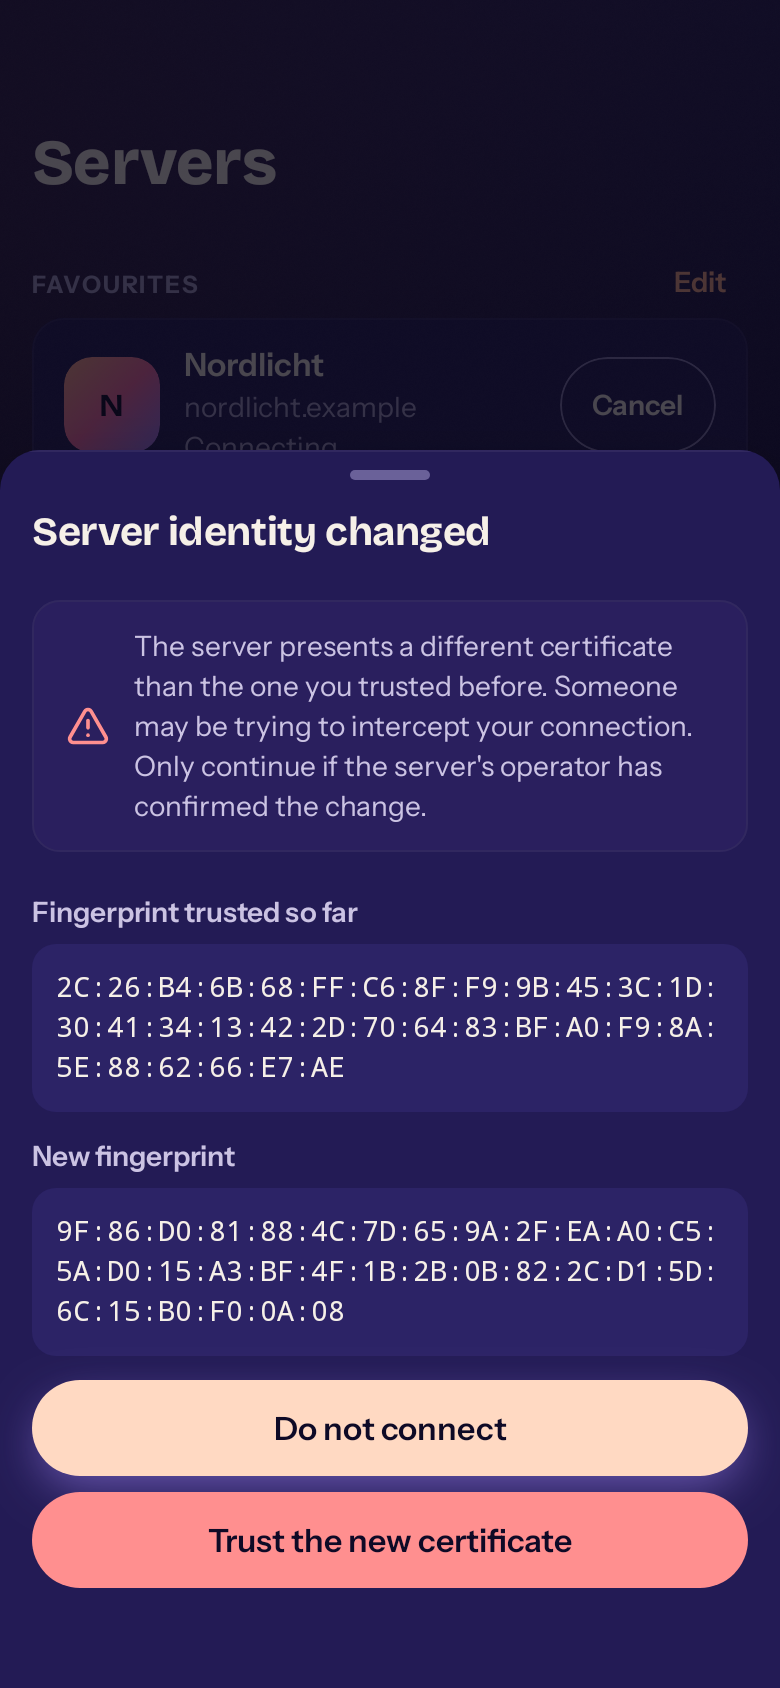 Servers
FAVOURITES
Edit
N
Nordlicht
nordlicht.example
Connecting
Cancel
Server identity changed
The server presents a different certificate
than the one you trusted before. Someone
may be trying to intercept your connection.
Only continue if the server's operator has
confirmed the change.
Fingerprint trusted so far
2C:26:B4:6B:68:FF:C6:8F:F9:9B:45:3C:1D:
30:41:34:13:42:2D:70:64:83:BF:A0:F9:8A:
5E:88:62:66:E7:AE
New fingerprint
9F:86:D0:81:88:4C:7D:65:9A:2F:EA:A0:C5:
5A:D0:15:A3:BF:4F:1B:2B:0B:82:2C:D1:5D:
6C:15:B0:F0:0A:08
Do not connect
Trust the new certificate